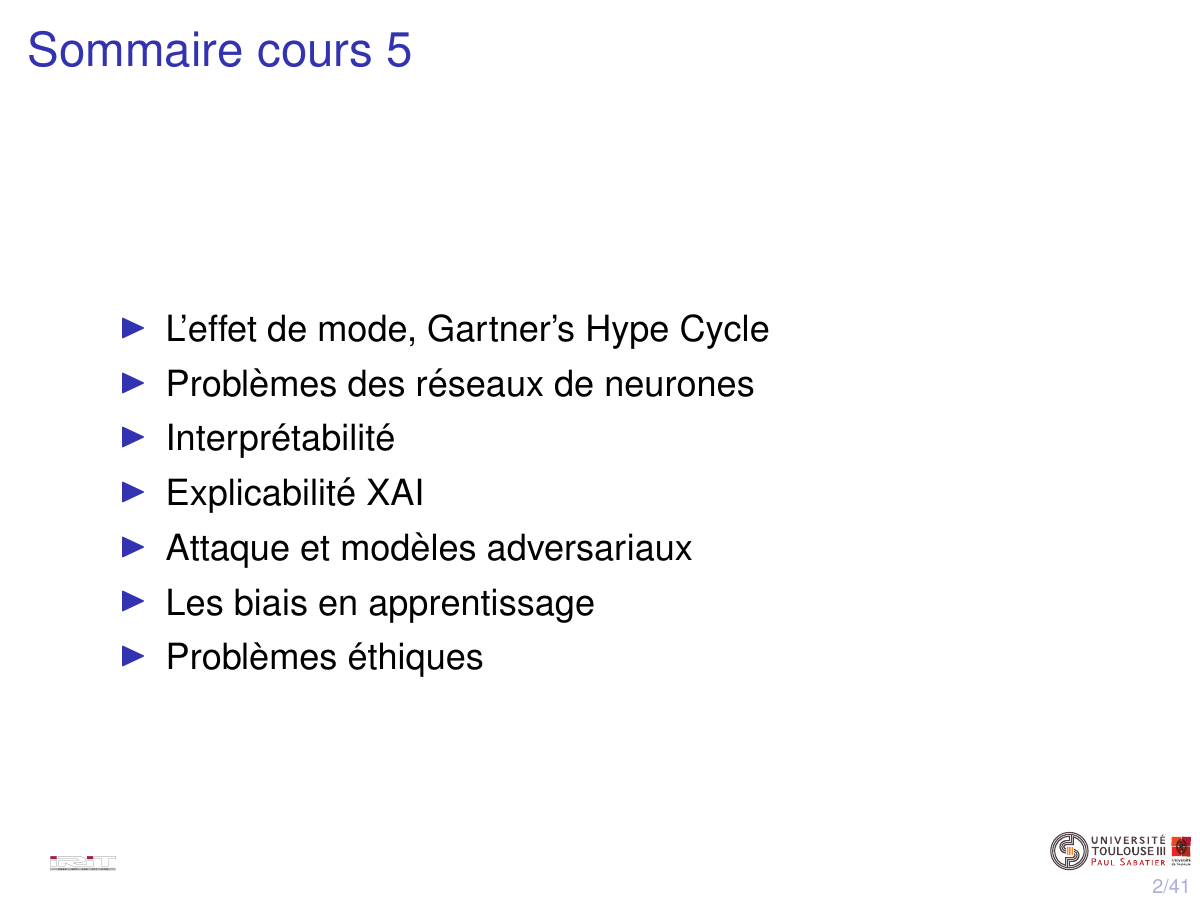 Sommaire cours 5
L'effet de mode, Gartner's Hype Cycle
Problèmes des réseaux de neurones
Interprétabilité
Explicabilité XAI
Attaque et modèles adversariaux
Les biais en apprentissage
Problèmes éthiques
IRIT
UNIVERSITÉ
TOULOUSE III
PAUL SABATIER
2/41